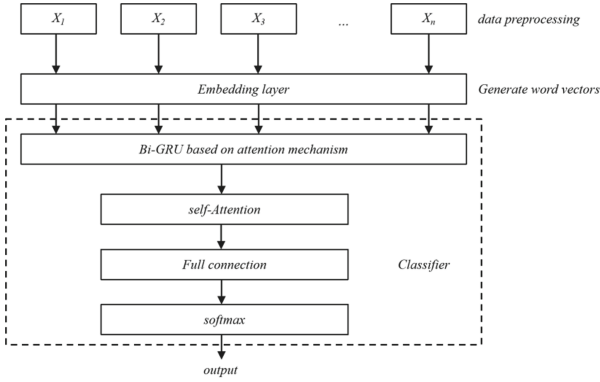 X1 X2 X3 ... Xn data preprocessing
Embedding layer Generate word vectors
Bi-GRU based on attention mechanism
self-Attention
Full connection Classifier
softmax
output